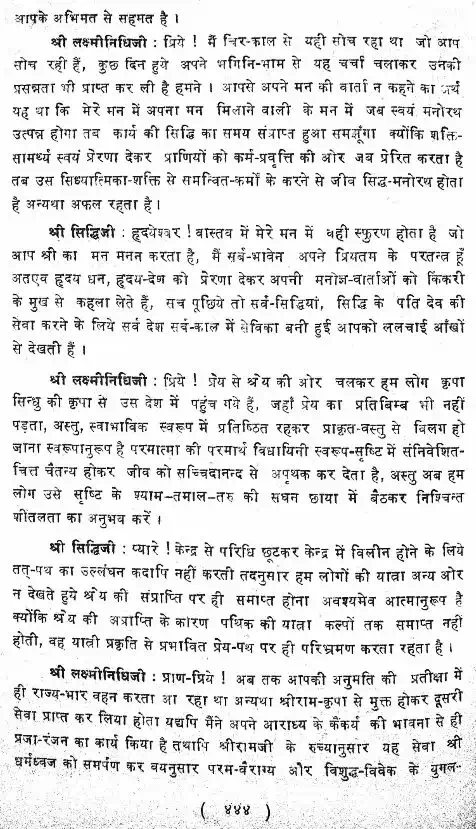 आपके अभिमत से सहमत है ।
श्री लक्ष्मीनिधिजी : प्रिये ! मैं चिर-काल से यही सोच रहा था जो आप
सोच रही हैं, कुछ दिन हुये अपने भगिनि-भाम से यह चर्चा चलाकर उनकी
प्रसन्नता भी प्राप्त कर ली है हमने । आपसे अपने मन की वार्ता न कहने का अर्थ
यह था कि मेरे मन में अपना मन मिलाने वाली के मन में जब स्वयं मनोरथ
उत्पन्न होगा तब कार्य की सिद्धि का समय संप्राप्त हुआ समझूंगा क्योंकि शक्ति-
सामर्थ्य स्वयं प्रेरणा देकर प्राणियों को कर्म-प्रवृत्ति की ओर जब प्रेरित करता है
तब उस सिध्यात्मिका-शक्ति से समन्वित-कर्मो के करने से जीव सिद्ध-मनोरथ होता
है अन्यथा अफल रहता है ।
श्री सिद्धिजी : हृदयेश्वर ! वास्तव में मेरे मन में वही स्फुरण होता है जो
आप श्री का मन मनन करता है, मैं सर्व-भावेन अपने प्रियतम के परतन्त्र हूँ
अतएव हृदय धन, हृदय-देश को प्रेरणा देकर अपनी मनोज्ञ-वार्ताओं को किंकरी
के मुख से कहला लेते हैं, सच पूछिये तो सर्व-सिद्धियां, सिद्धि के पति देव की
सेवा करने के लिये सर्व देश सर्व-काल में सेविका बनी हुई आपको ललचाई आँखों
से देखती हैं ।
श्री लक्ष्मीनिधिजी : प्रिये ! प्रेय से श्रेय की ओर चलकर हम लोग कृपा
सिन्धु की कृपा से उस देश में पहुंच गये हैं, जहाँ प्रेय का प्रतिबिम्ब भी नहीं
पड़ता, अस्तु, स्वाभाविक स्वरूप में प्रतिष्ठित रहकर प्राकृत-वस्तु से विलग हो
जाना स्वरूपानुरूप है परमात्मा की परमार्थ विधायिनी स्वरूप-सृष्टि में संनिवेशित-
चित्त चैतन्य होकर जीव को सच्चिदानन्द से अपृथक कर देता है, अस्तु अब हम
लोग उसे सृष्टि के श्याम-तमाल-तरु की सघन छाया में बैठकर निश्चिन्त
शीतलता का अनुभव करें ।
श्री सिद्धिजी : प्यारे ! केन्द्र से परिधि छूटकर केन्द्र में विलीन होने के लिये
तत्-पथ का उल्लंघन कदापि नहीं करती तदनुसार हम लोगों की यात्रा अन्य ओर
न देखते हुये श्रेय की संप्राप्ति पर ही समाप्त होना अवश्यमेव आत्मानुरूप है
क्योंकि श्रेय की अप्राप्ति के कारण पथिक की यात्रा कल्पों तक समाप्त नहीं
होती, वह यात्री प्रकृति से प्रभावित प्रेय-पथ पर ही परिभ्रमण करता रहता है ।
श्री लक्ष्मीनिधिजी : प्राण-प्रिये ! अब तक आपकी अनुमति की प्रतीक्षा में
ही राज्य-भार वहन करता आ रहा था अन्यथा श्रीराम-कृपा से मुक्त होकर दूसरी
सेवा प्राप्त कर लिया होता यद्यपि मैंने अपने आराध्य के कैंकर्य की भावना से ही
प्रजा-रंजन का कार्य किया है तथापि श्रीरामजी के रुच्यानुसार यह सेवा श्री
धर्मध्वज को समर्पण कर वयनुसार परम-वैराग्य और विशुद्ध-विवेक के युगल-
( ४४४ )